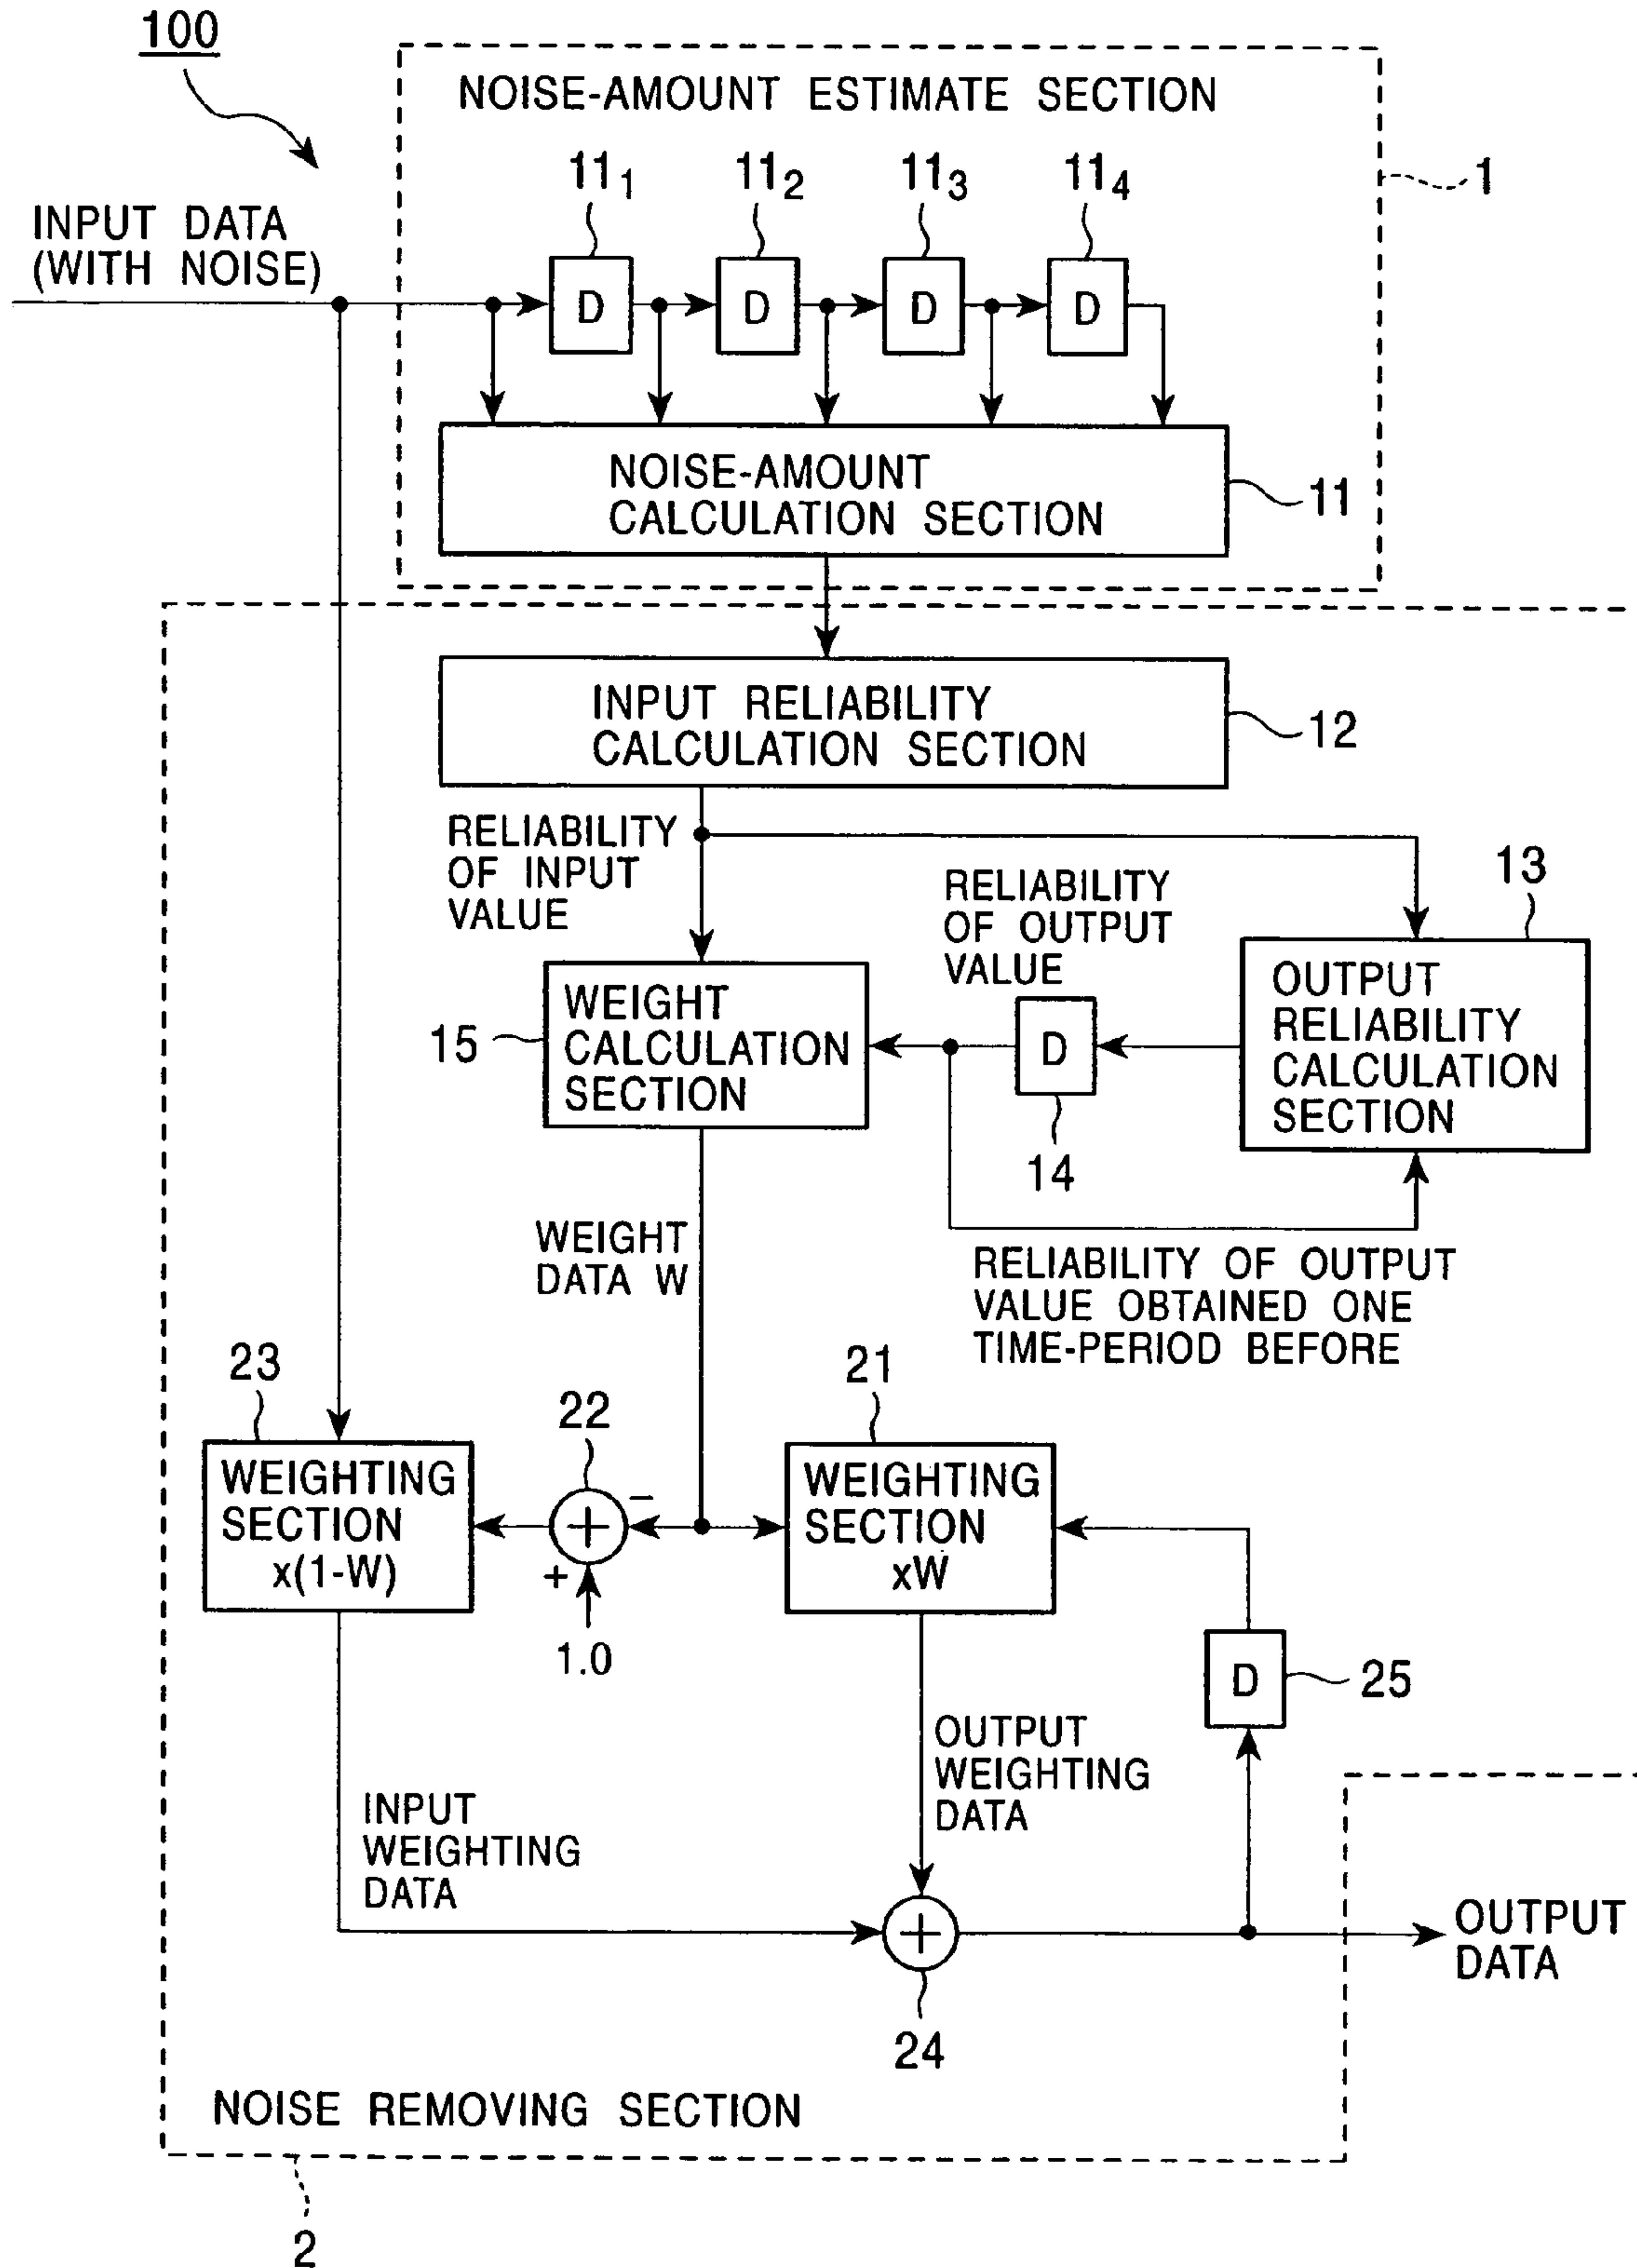 100
NOISE-AMOUNT ESTIMATE SECTION
11₁
11₂
11₃
11₄
1
INPUT DATA
(WITH NOISE)
D
D
D
D
NOISE-AMOUNT
CALCULATION SECTION
11
INPUT RELIABILITY
CALCULATION SECTION
12
RELIABILITY
OF INPUT
VALUE
RELIABILITY
OF OUTPUT
VALUE
13
OUTPUT
RELIABILITY
CALCULATION
SECTION
15
WEIGHT
CALCULATION
SECTION
D
14
WEIGHT
DATA W
RELIABILITY OF OUTPUT
VALUE OBTAINED ONE
TIME-PERIOD BEFORE
23
22
21
WEIGHTING
SECTION
x(1-W)
+
−
+
1.0
WEIGHTING
SECTION
xW
D
25
OUTPUT
WEIGHTING
DATA
INPUT
WEIGHTING
DATA
+
24
OUTPUT
DATA
NOISE REMOVING SECTION
2